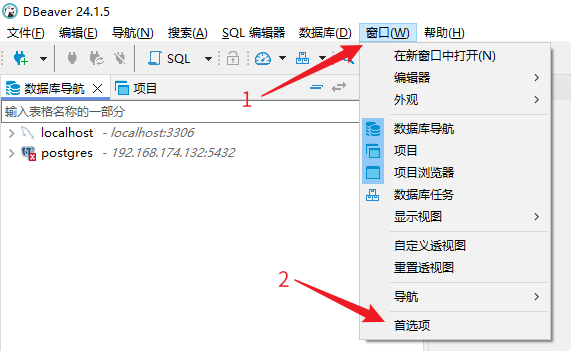 DBeaver 24.1.5
文件(F) 编辑(E) 导航(N) 搜索(A) SQL 编辑器 数据库(D) 窗口(W) 帮助(H)
SQL
数据库导航 项目
输入表格名称的一部分
localhost - localhost:3306
postgres - 192.168.174.132:5432
1
在新窗口中打开(N)
编辑器
外观
数据库导航
项目
项目浏览器
数据库任务
显示视图
自定义透视图
重置透视图
2
导航
首选项